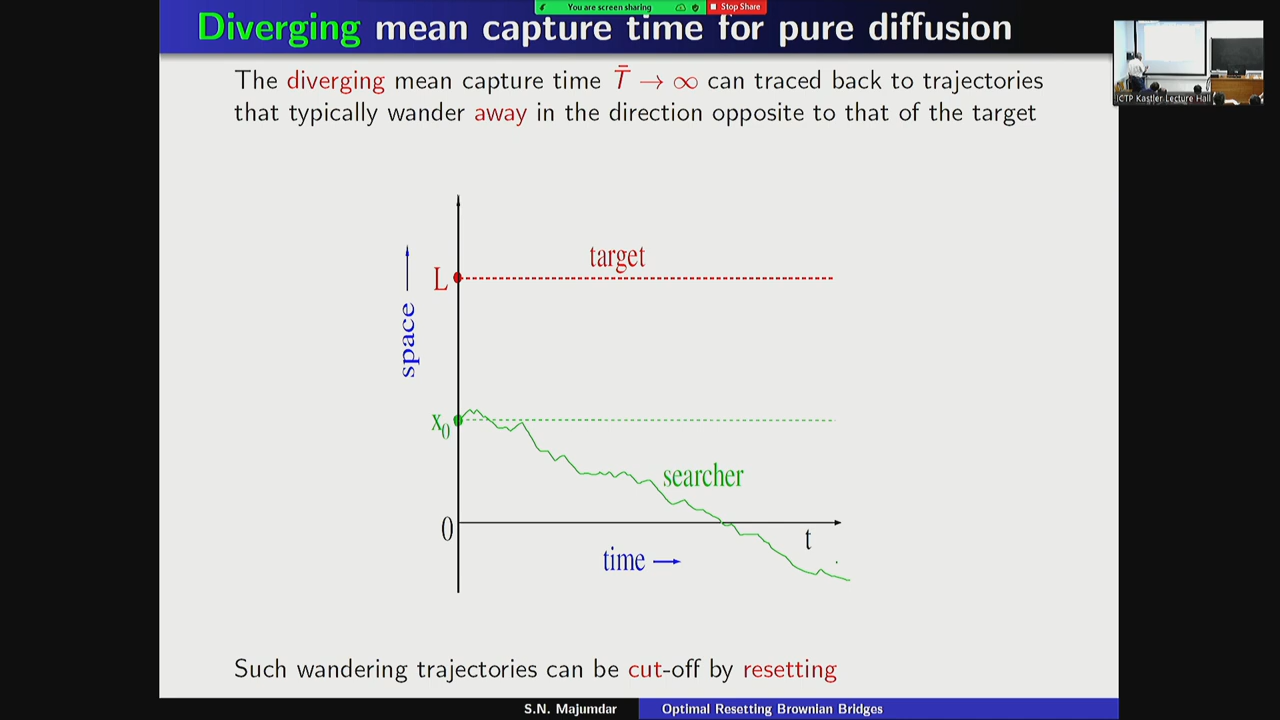 You are screen sharing
Stop Share
Diverging mean capture time for pure diffusion
ICTP Kastler Lecture Hall
The diverging mean capture time T̄ → ∞ can traced back to trajectories
that typically wander away in the direction opposite to that of the target
target
L
space
x₀
searcher
0
t
time
Such wandering trajectories can be cut-off by resetting
S.N. Majumdar
Optimal Resetting Brownian Bridges